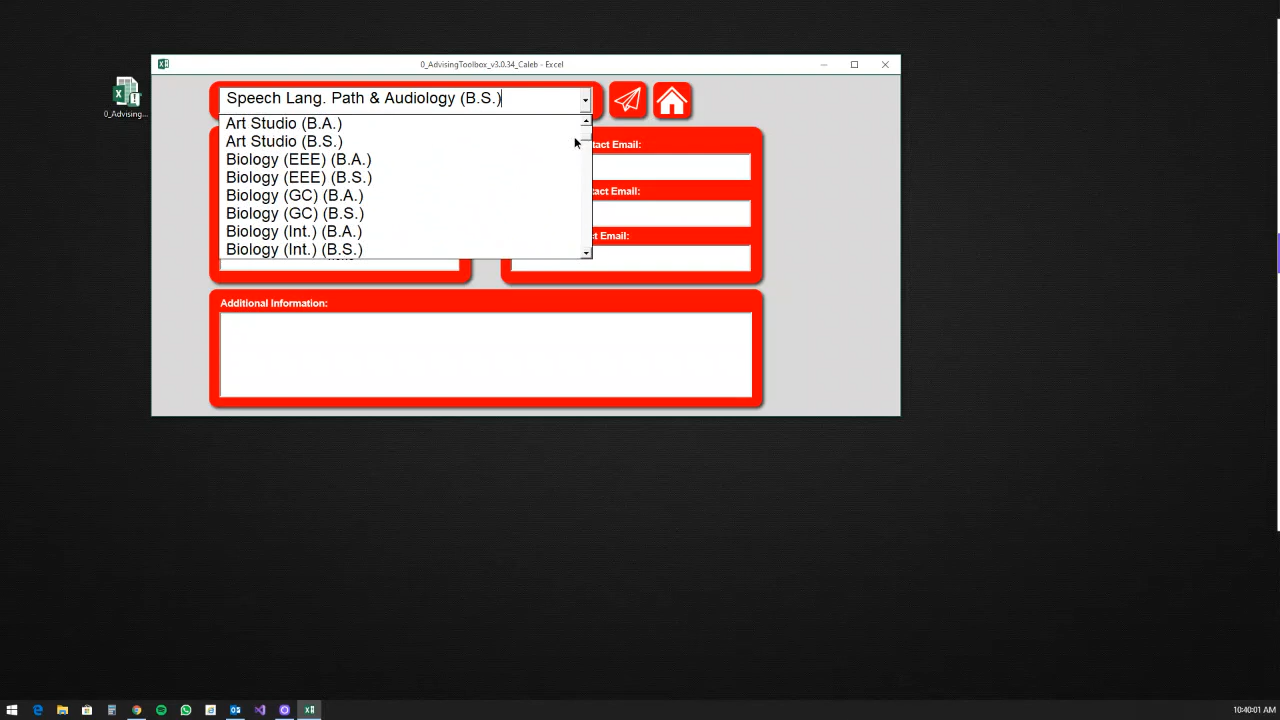 0_AdvisingToolbox_v3.0.34_Caleb - Excel
0_Advising...
Speech Lang. Path & Audiology (B.S.)
Art Studio (B.A.)
Art Studio (B.S.)
Biology (EEE) (B.A.)
Biology (EEE) (B.S.)
Biology (GC) (B.A.)
Biology (GC) (B.S.)
Biology (Int.) (B.A.)
Biology (Int.) (B.S.)
tact Email:
tact Email:
ct Email:
Additional Information:
10:40:01 AM